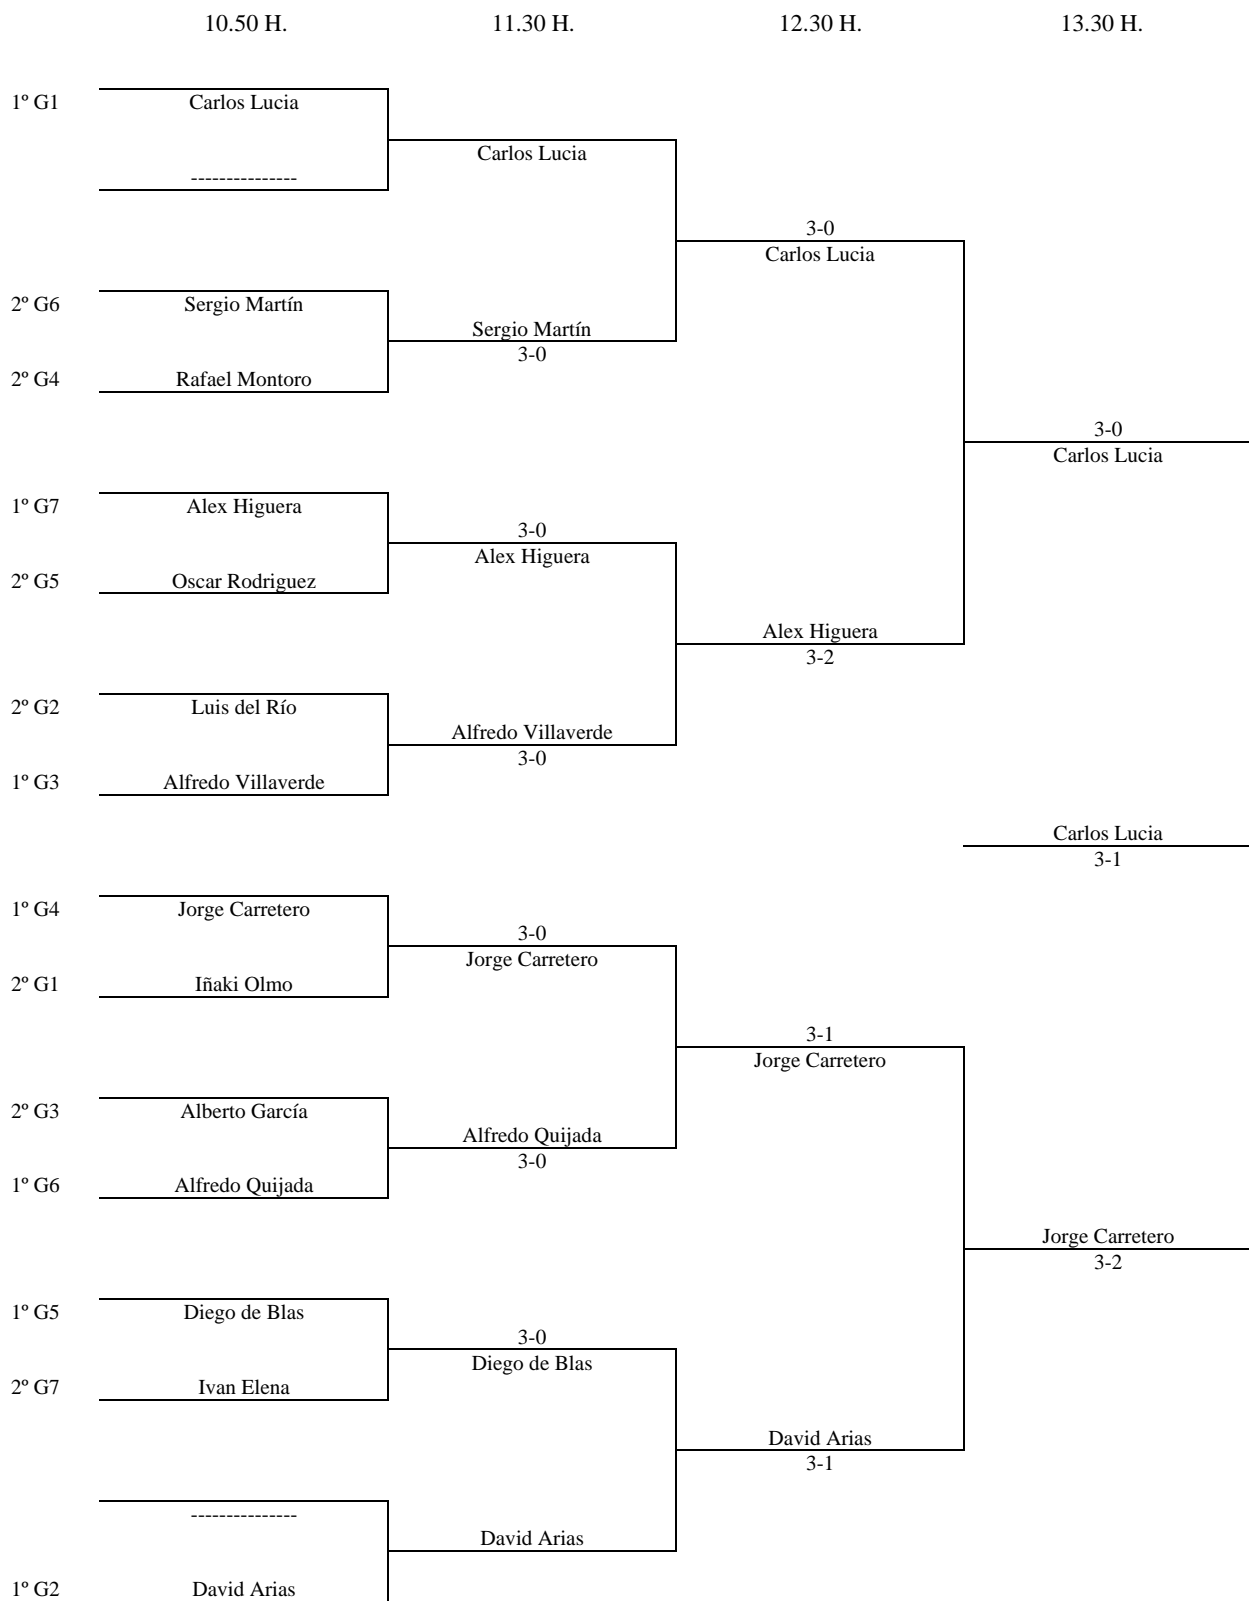 10.50 H. 11.30 H. 12.30 H. 13.30 H.
1º G1 Carlos Lucia
Carlos Lucia
---------------
3-0
Carlos Lucia
2º G6 Sergio Martín
Sergio Martín
3-0
2º G4 Rafael Montoro
3-0
Carlos Lucia
1º G7 Alex Higuera
3-0
Alex Higuera
2º G5 Oscar Rodriguez
Alex Higuera
3-2
2º G2 Luis del Río
Alfredo Villaverde
3-0
1º G3 Alfredo Villaverde
Carlos Lucia
3-1
1º G4 Jorge Carretero
3-0
Jorge Carretero
2º G1 Iñaki Olmo
3-1
Jorge Carretero
2º G3 Alberto García
Alfredo Quijada
3-0
1º G6 Alfredo Quijada
Jorge Carretero
3-2
1º G5 Diego de Blas
3-0
Diego de Blas
2º G7 Ivan Elena
David Arias
3-1
---------------
David Arias
1º G2 David Arias